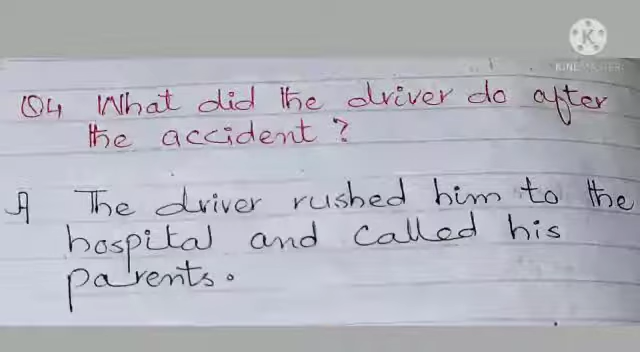 KINEMASTER
Q4 What did the driver do after
the accident ?
A The driver rushed him to the
hospital and called his
parents.